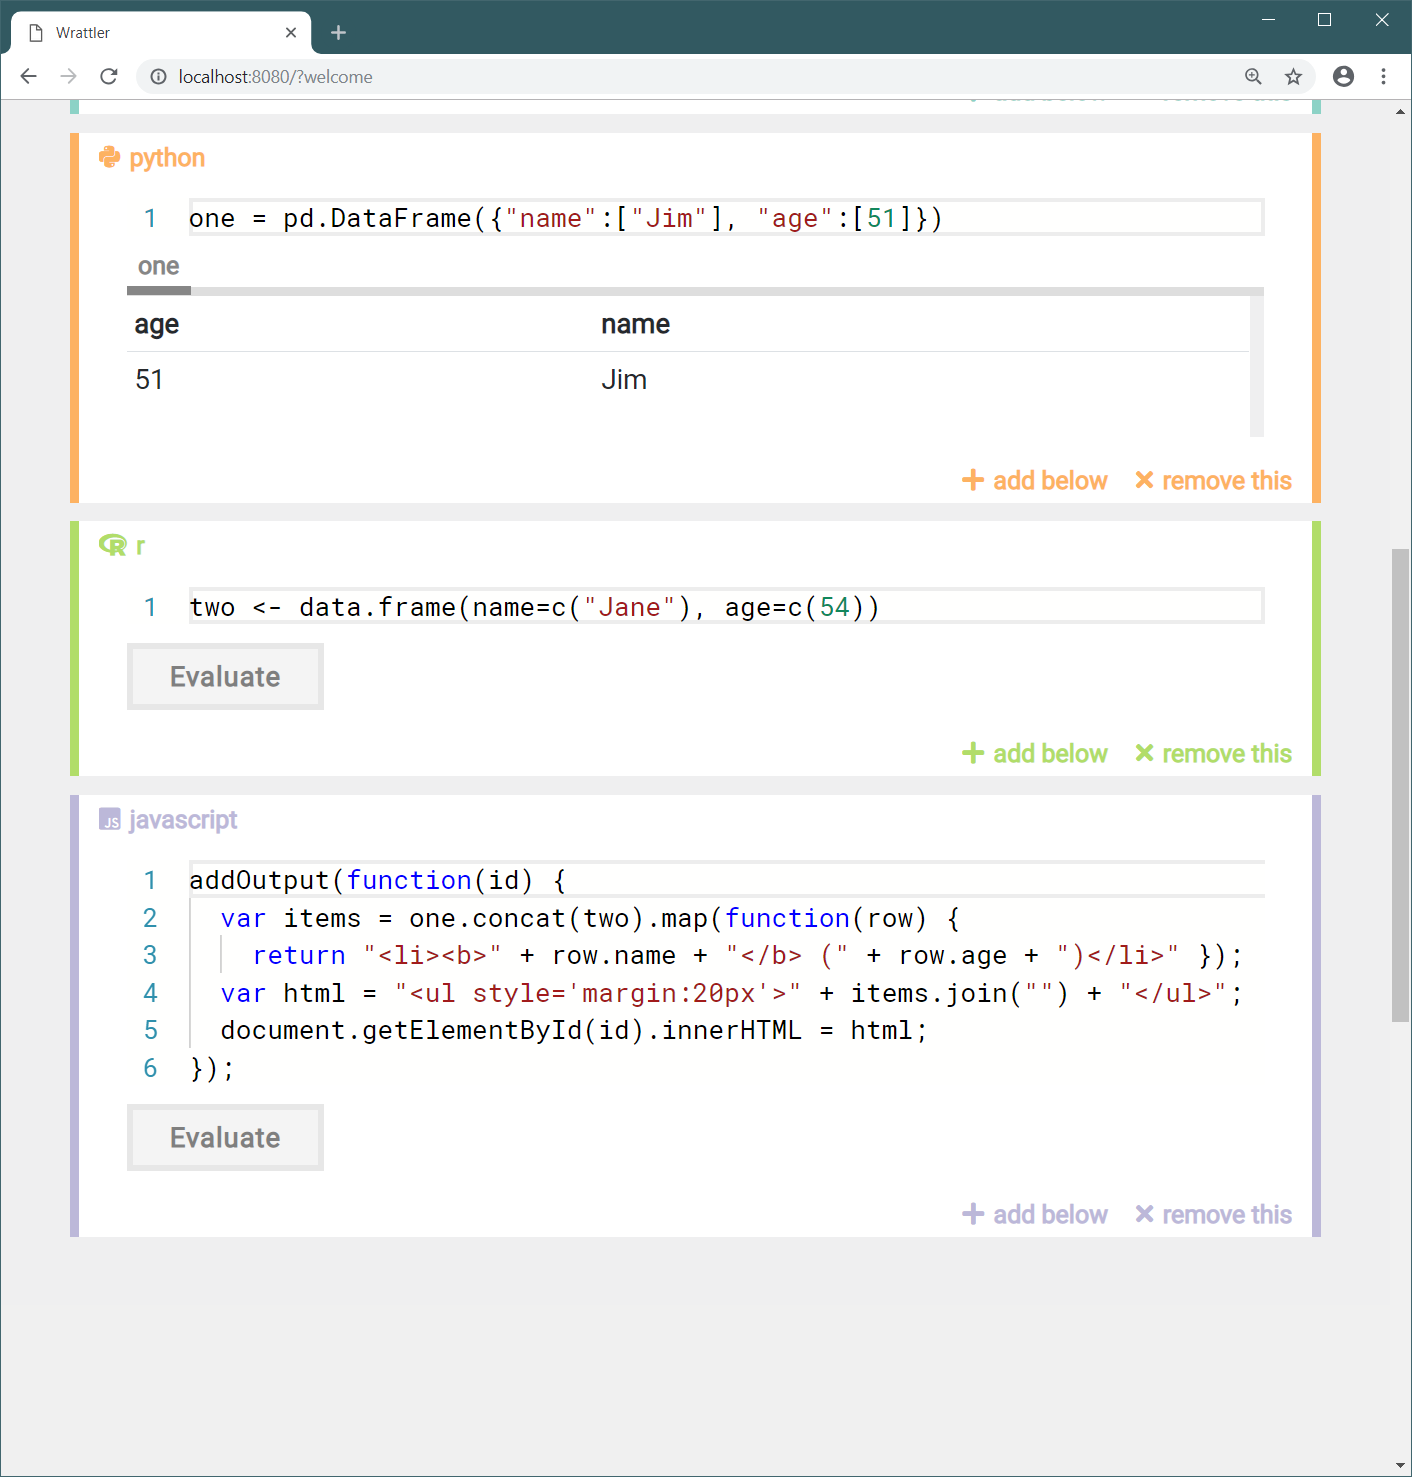 Wrattler
localhost:8080/?welcome
python
1 one = pd.DataFrame({"name":["Jim"], "age":[51]})
one
age name
51 Jim
add below remove this
r
1 two <- data.frame(name=c("Jane"), age=c(54))
Evaluate
add below remove this
JS javascript
1 addOutput(function(id) {
2   var items = one.concat(two).map(function(row) {
3     return "<li><b>" + row.name + "</b> (" + row.age + ")</li>" });
4   var html = "<ul style='margin:20px'>" + items.join("") + "</ul>";
5   document.getElementById(id).innerHTML = html;
6 });
Evaluate
add below remove this